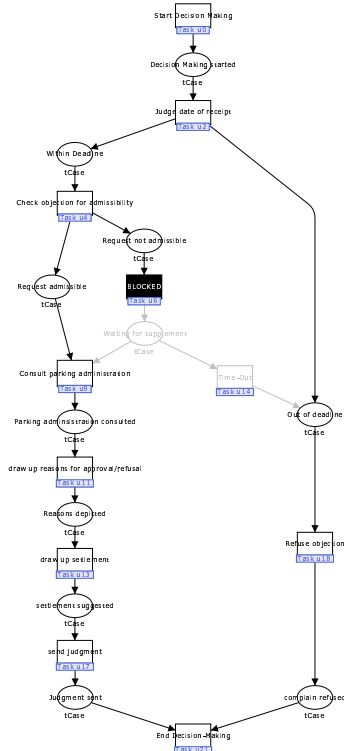 Start Decision Making
Task u0
Decision Making started
tCase
Judge date of receipt
Task u2
Within Deadline
tCase
Check objection for admissibility
Task u4
Request not admissible
tCase
Request admissible
tCase
BLOCKED
Task u6
Waiting for supplement
tCase
Consult parking administration
Task u9
Time-Out
Task u14
Out of deadline
tCase
Parking administration consulted
tCase
draw up reasons for approval/refusal
Task u11
Reasons depicted
tCase
Refuse objection
Task u18
draw up settlement
Task u13
settlement suggested
tCase
send judgment
Task u17
Judgment sent
tCase
complain refused
tCase
End Decision-Making
Task u21